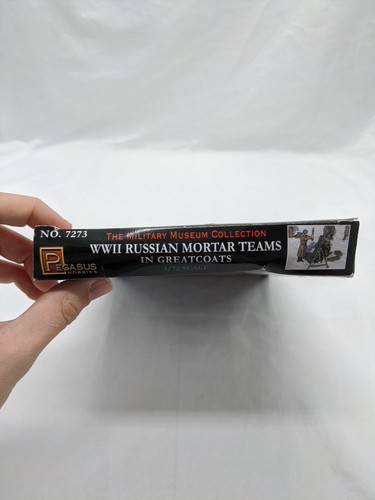 NO. 7273
THE MILITARY MUSEUM COLLECTION
PEGASUS
HOBBIES
WWII RUSSIAN MORTAR TEAMS
IN GREATCOATS
1/72 SCALE